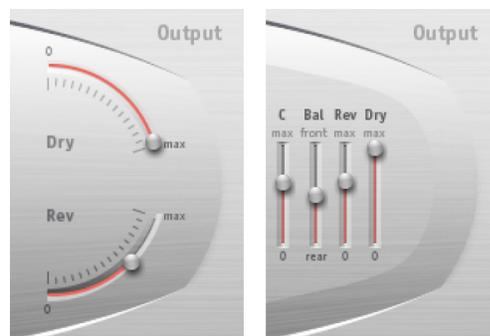 Output
0
Dry
max
Rev
max
0
Output
C Bal Rev Dry
max front max max
0 rear 0 0